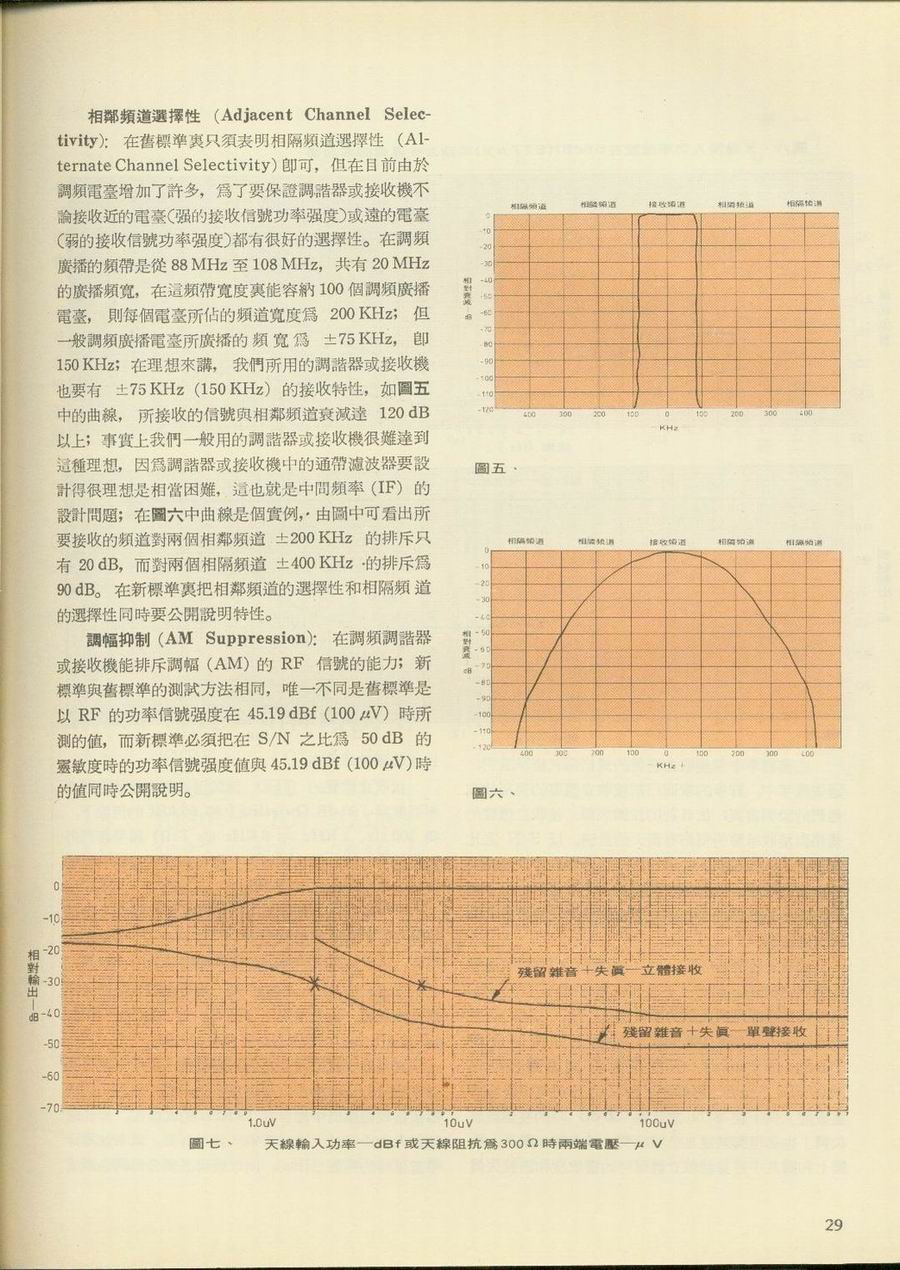 相鄰頻道選擇性 (Adjacent Channel Selec-
tivity): 在舊標準裏只須表明相隔頻道選擇性 (Al-
ternate Channel Selectivity) 卽可, 但在目前由於
調頻電臺增加了許多, 爲了要保證調諧器或接收機不
論接收近的電臺(强的接收信號功率强度)或遠的電臺
(弱的接收信號功率强度)都有很好的選擇性。在調頻
廣播的頻帶是從 88 MHz 至 108 MHz, 共有 20 MHz
的廣播頻寬, 在這頻帶寬度裏能容納 100 個調頻廣播
電臺, 則每個電臺所佔的頻道寬度爲 200 KHz; 但
一般調頻廣播電臺所廣播的頻寬爲 ±75 KHz, 卽
150 KHz; 在理想來講, 我們所用的調諧器或接收機
也要有 ±75 KHz (150 KHz) 的接收特性, 如圖五
中的曲線, 所接收的信號與相鄰頻道衰減達 120 dB
以上; 事實上我們一般用的調諧器或接收機很難達到
這種理想, 因爲調諧器或接收機中的通帶濾波器要設
計得很理想是相當困難, 這也就是中間頻率 (IF) 的
設計問題; 在圖六中曲線是個實例, 由圖中可看出所
要接收的頻道對兩個相鄰頻道 ±200 KHz 的排斥只
有 20 dB, 而對兩個相隔頻道 ±400 KHz 的排斥爲
90 dB。在新標準裏把相鄰頻道的選擇性和相隔頻道
的選擇性同時要公開說明特性。
調幅抑制 (AM Suppression): 在調頻調諧器
或接收機能排斥調幅 (AM) 的 RF 信號的能力; 新
標準與舊標準的測試方法相同, 唯一不同是舊標準是
以 RF 的功率信號强度在 45.19 dBf (100 μV) 時所
測的值, 而新標準必須把在 S/N 之比爲 50 dB 的
靈敏度時的功率信號强度值與 45.19 dBf (100 μV) 時
的值同時公開說明。
相隔頻道 相鄰頻道 接收頻道 相鄰頻道 相隔頻道
0
-10
-20
-30
-40
-50
-60
-70
-80
-90
-100
-110
-120
相對衰減 dB
400 300 200 100 0 100 200 300 400
KHz
圖五、
相隔頻道 相鄰頻道 接收頻道 相鄰頻道 相隔頻道
0
-10
-20
-30
-40
-50
-60
-70
-80
-90
-100
-110
-120
相對衰減 dB
400 300 200 100 0 100 200 300 400
KHz
圖六、
0
-10
-20
-30
-40
-50
-60
-70
相對輸出—dB
殘留雜音＋失眞—立體接收
殘留雜音＋失眞—單聲接收
1.0uV 10uV 100uV
圖七、 天線輸入功率—dBf 或天線阻抗爲300Ω時兩端電壓—μ V
29